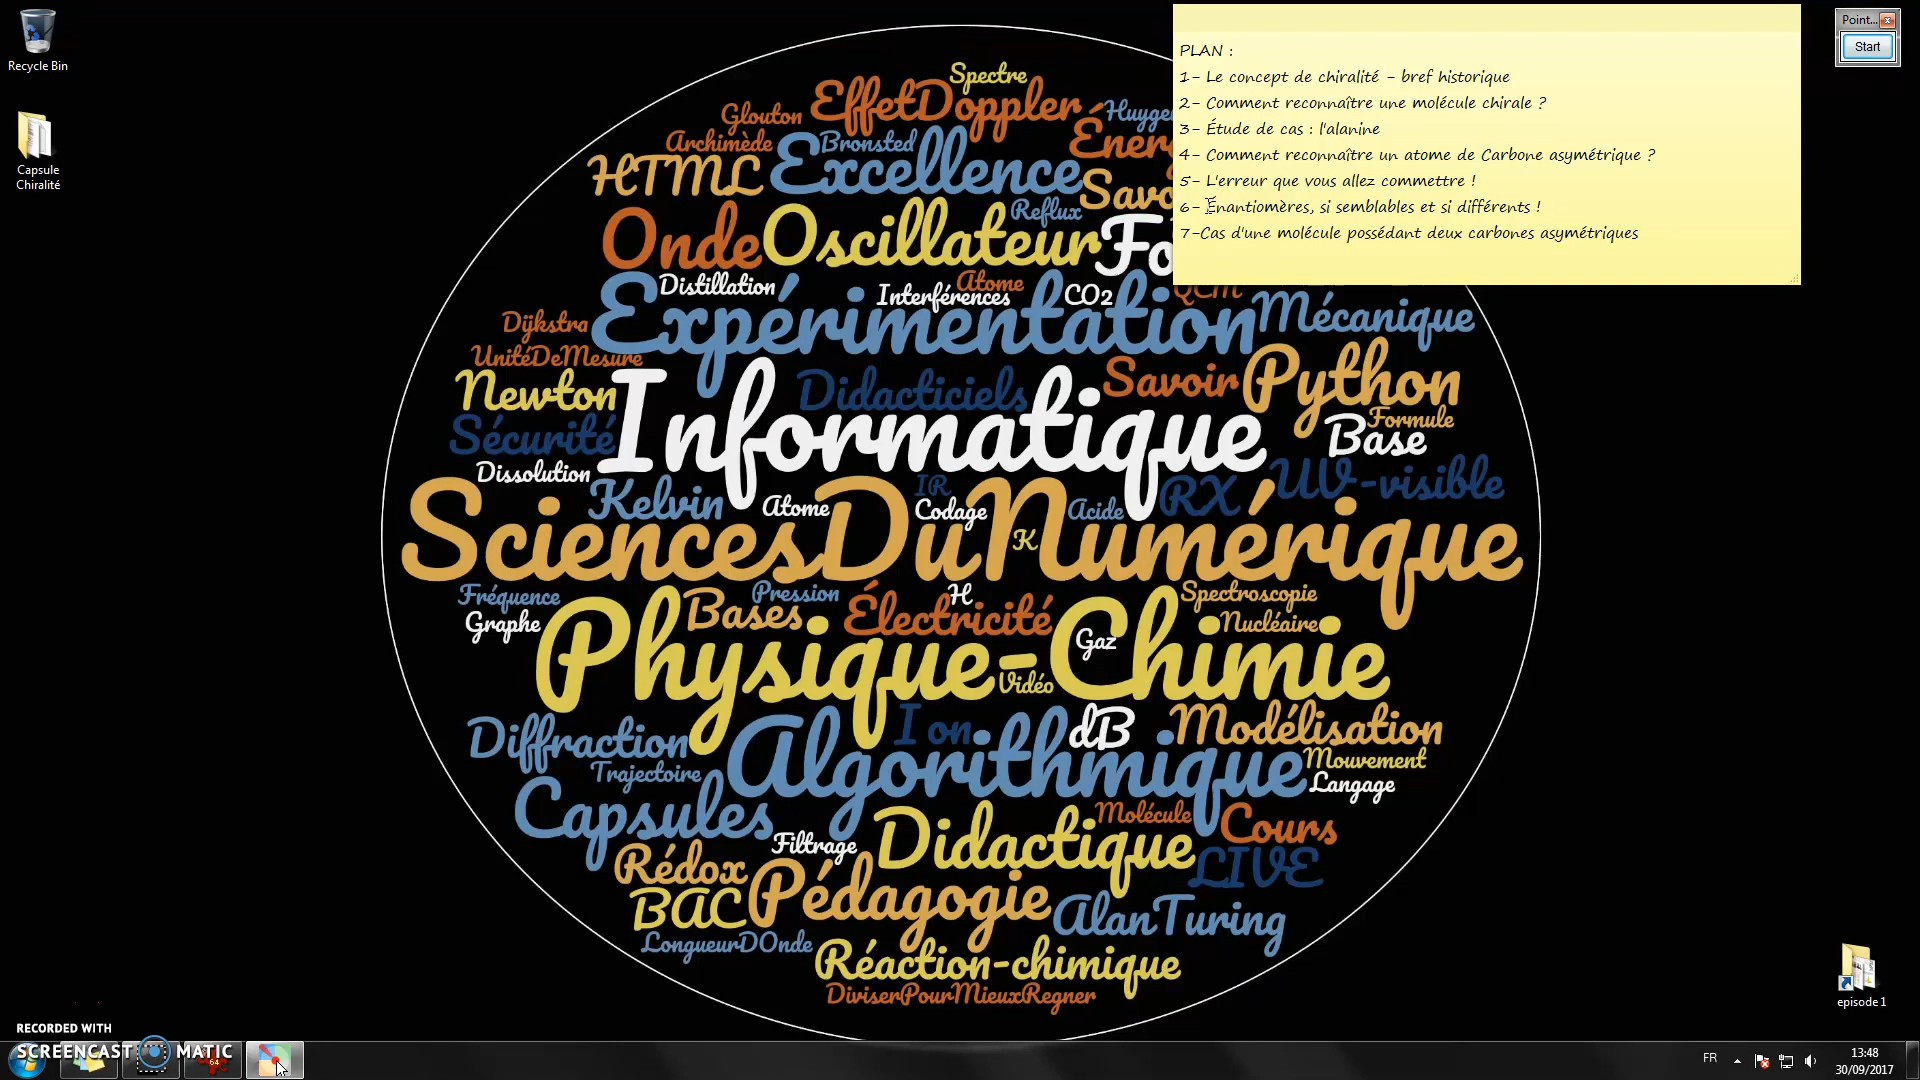 Recycle Bin
Capsule
Chiralité
PLAN :
1- Le concept de chiralité - bref historique
2- Comment reconnaître une molécule chirale ?
3- Étude de cas : l'alanine
4- Comment reconnaître un atome de Carbone asymétrique ?
5- L'erreur que vous allez commettre !
6- Énantiomères, si semblables et si différents !
7-Cas d'une molécule possédant deux carbones asymétriques
Point...
Start
Spectre
Glouton
EffetDoppler
Archimède
Bronsted
HTML
Excellence
Reflux
Onde
Oscillateur
Distillation
Interférences
Atome
CO2
QCM
Dijkstra
Expérimentation
Mécanique
UnitéDeMesure
Newton
Didacticiels
Savoir
Python
Formule
Sécurité
Informatique
Base
Dissolution
Kelvin
Atome
IR
Codage
Acide
RX
UV-visible
SciencesDuNumérique
K
Fréquence
Graphe
Bases
Pression
Électricité
H
Spectroscopie
Nucléaire
Gaz
Physique-Chimie
Vidéo
Diffraction
Ion
dB
Modélisation
Trajectoire
Algorithmique
Mouvement
Langage
Capsules
Molécule
Cours
Filtrage
Didactique
LIVE
Rédox
BAC
Pédagogie
AlanTuring
LongueurDOnde
Réaction-chimique
DiviserPourMieuxRegner
episode 1
RECORDED WITH
SCREENCAST MATIC
64
FR
13:48
30/09/2017